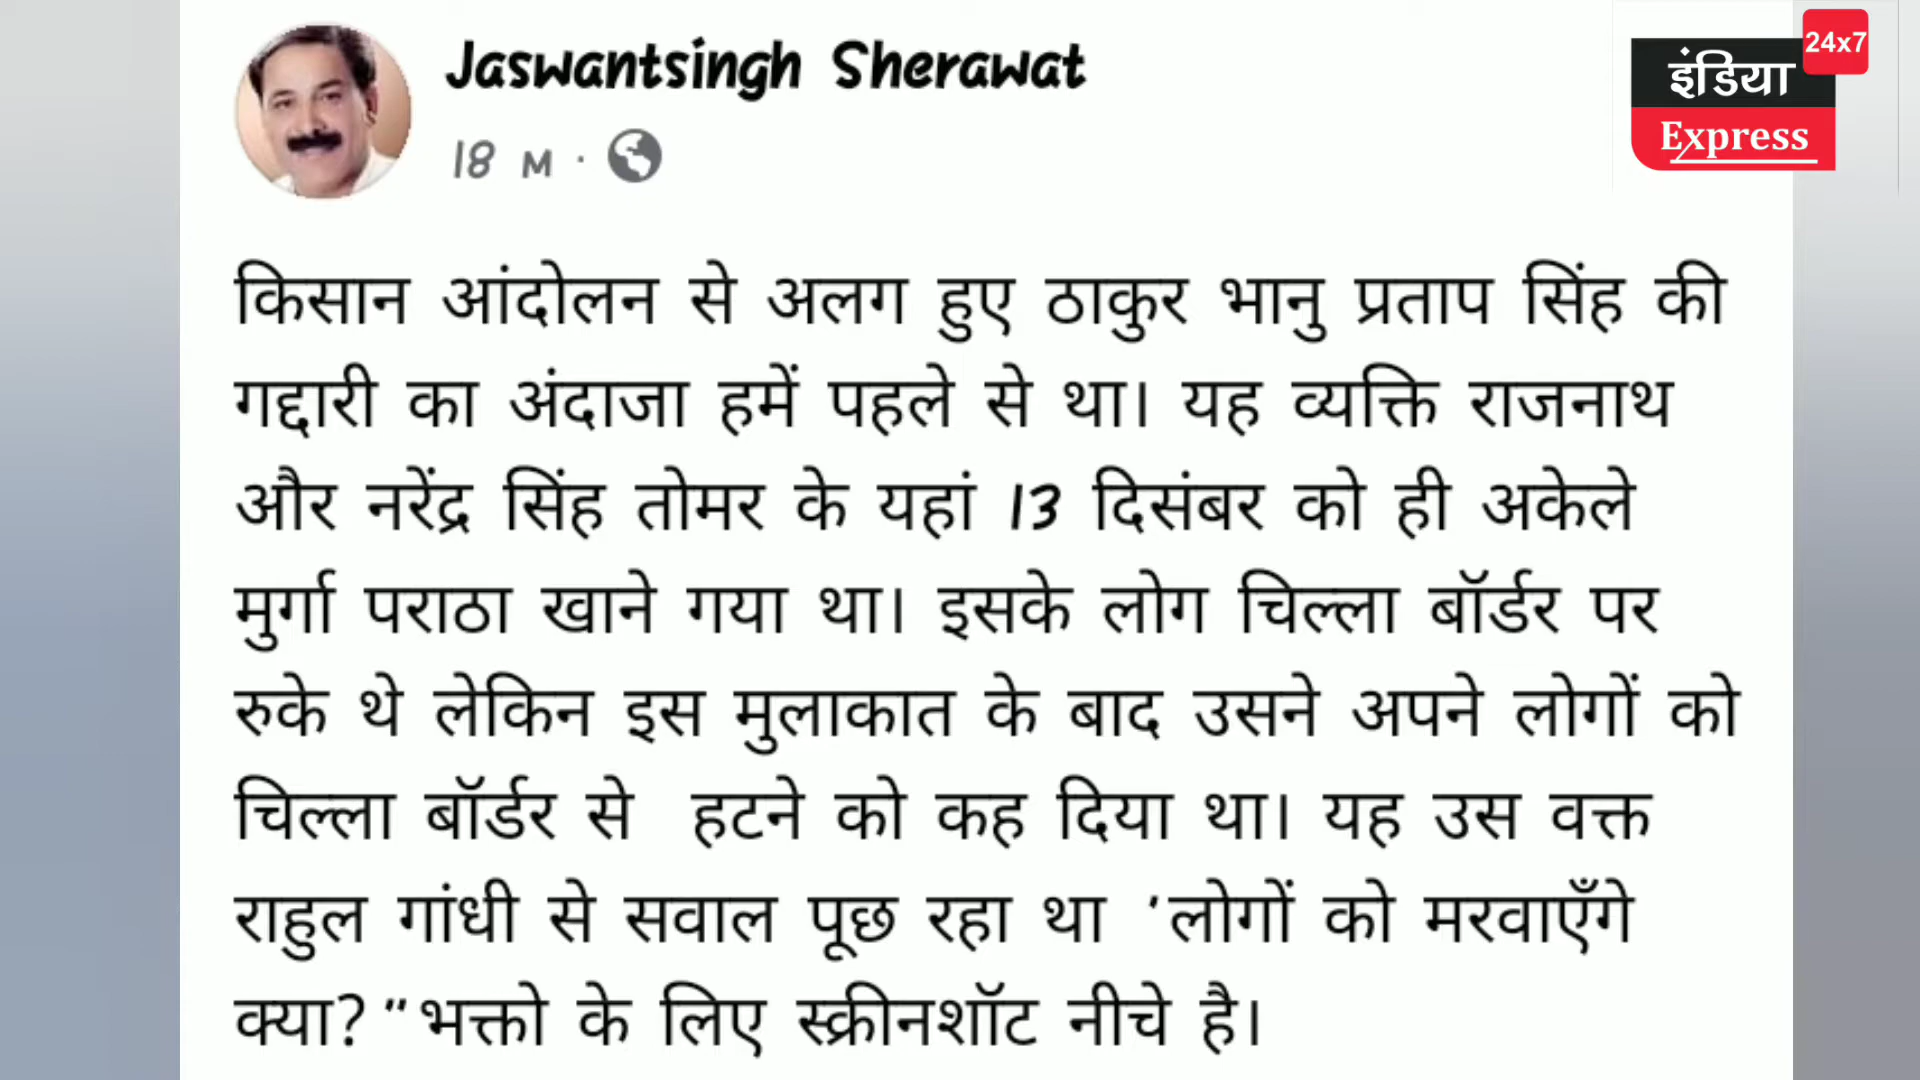 Jaswantsingh Sherawat
18 м ·
इंडिया
24x7
Express
किसान आंदोलन से अलग हुए ठाकुर भानु प्रताप सिंह की
गद्दारी का अंदाजा हमें पहले से था। यह व्यक्ति राजनाथ
और नरेंद्र सिंह तोमर के यहां 13 दिसंबर को ही अकेले
मुर्गा पराठा खाने गया था। इसके लोग चिल्ला बॉर्डर पर
रुके थे लेकिन इस मुलाकात के बाद उसने अपने लोगों को
चिल्ला बॉर्डर से हटने को कह दिया था। यह उस वक्त
राहुल गांधी से सवाल पूछ रहा था 'लोगों को मरवाएँगे
क्या?"भक्तो के लिए स्क्रीनशॉट नीचे है।